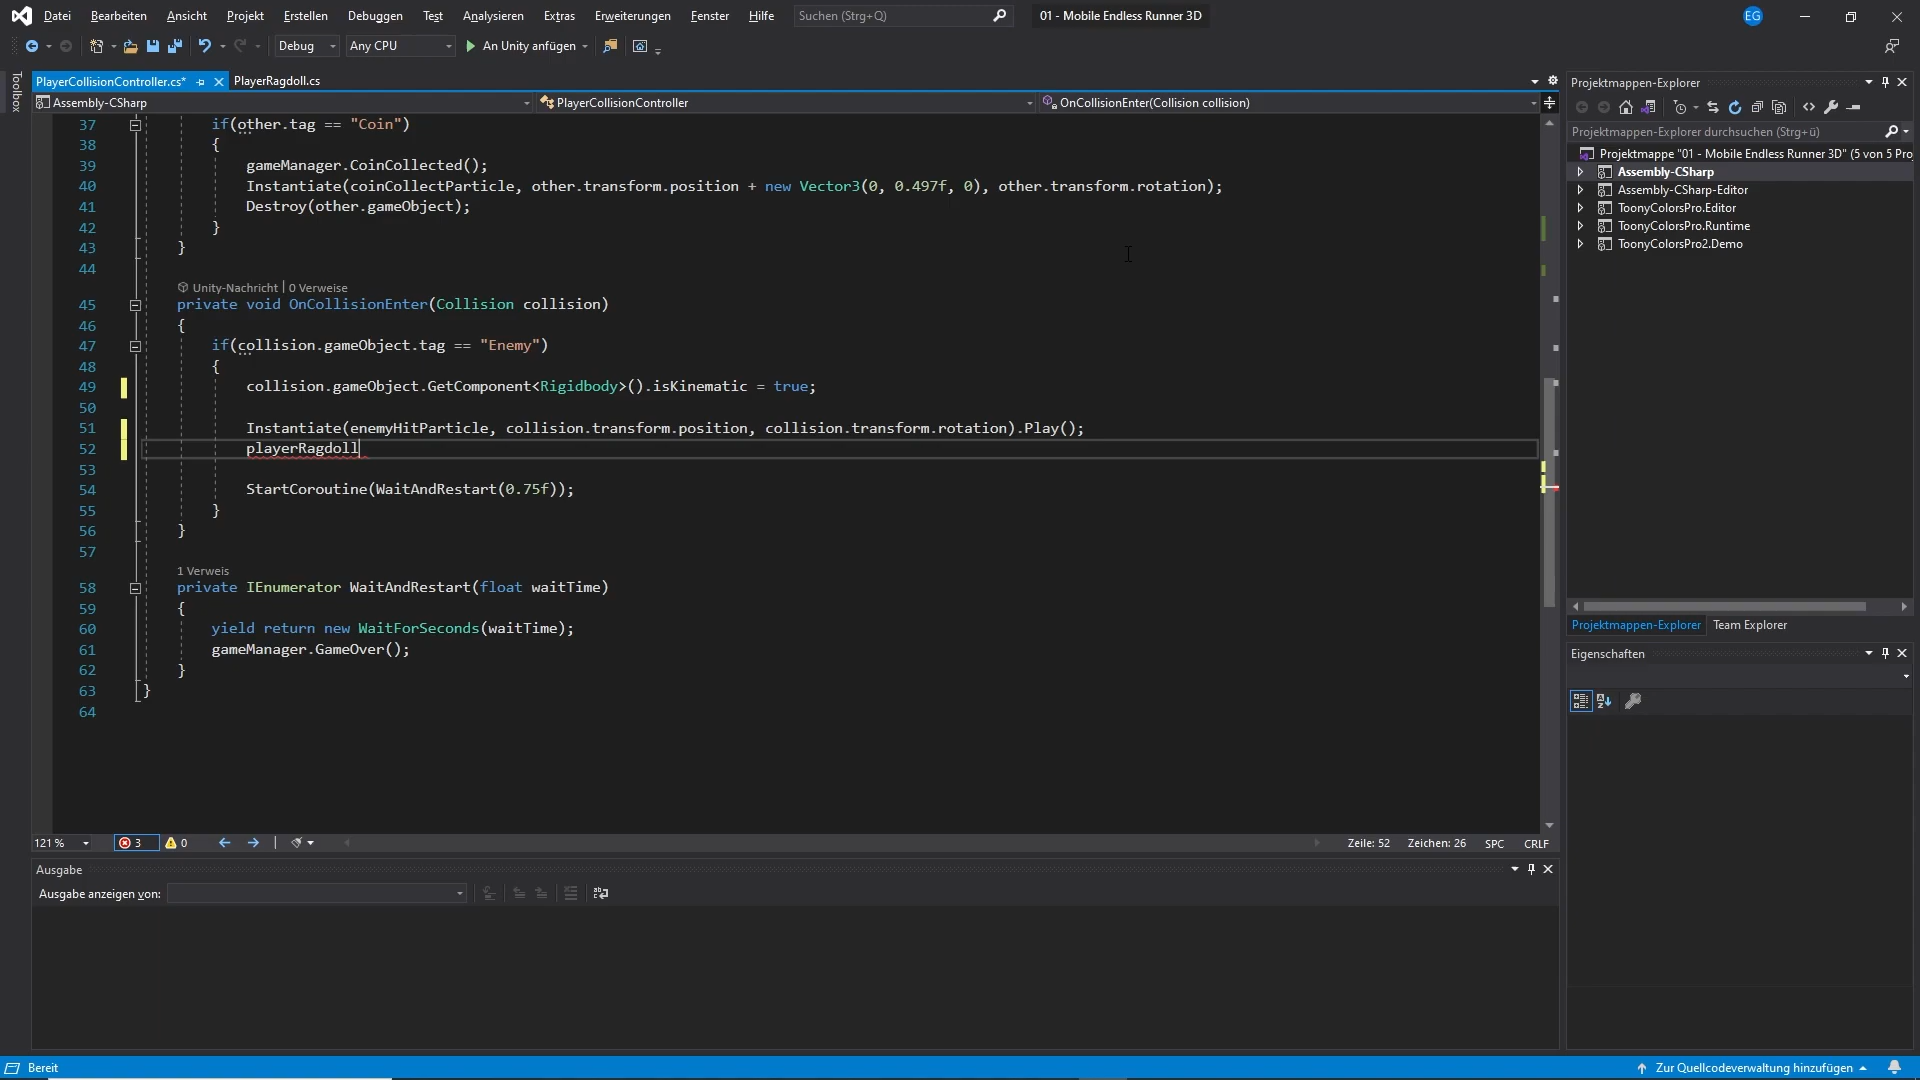 Datei Bearbeiten Ansicht Projekt Erstellen Debuggen Test Analysieren Extras Erweiterungen Fenster Hilfe Suchen (Strg+Q) 01 - Mobile Endless Runner 3D EG
Debug Any CPU An Unity anfügen
Toolbox
PlayerCollisionController.cs* PlayerRagdoll.cs
Assembly-CSharp PlayerCollisionController OnCollisionEnter(Collision collision)
37 if(other.tag == "Coin")
38 {
39 gameManager.CoinCollected();
40 Instantiate(coinCollectParticle, other.transform.position + new Vector3(0, 0.497f, 0), other.transform.rotation);
41 Destroy(other.gameObject);
42 }
43 }
44
Unity-Nachricht | 0 Verweise
45 private void OnCollisionEnter(Collision collision)
46 {
47 if(collision.gameObject.tag == "Enemy")
48 {
49 collision.gameObject.GetComponent<Rigidbody>().isKinematic = true;
50
51 Instantiate(enemyHitParticle, collision.transform.position, collision.transform.rotation).Play();
52 playerRagdoll
53
54 StartCoroutine(WaitAndRestart(0.75f));
55 }
56 }
57
1 Verweis
58 private IEnumerator WaitAndRestart(float waitTime)
59 {
60 yield return new WaitForSeconds(waitTime);
61 gameManager.GameOver();
62 }
63 }
64
121 % 3 0 Zeile: 52 Zeichen: 26 SPC CRLF
Ausgabe
Ausgabe anzeigen von:
Projektmappen-Explorer
Projektmappen-Explorer durchsuchen (Strg+ü)
Projektmappe "01 - Mobile Endless Runner 3D" (5 von 5 Pro
Assembly-CSharp
Assembly-CSharp-Editor
ToonyColorsPro.Editor
ToonyColorsPro.Runtime
ToonyColorsPro2.Demo
Projektmappen-Explorer Team Explorer
Eigenschaften
Bereit Zur Quellcodeverwaltung hinzufügen